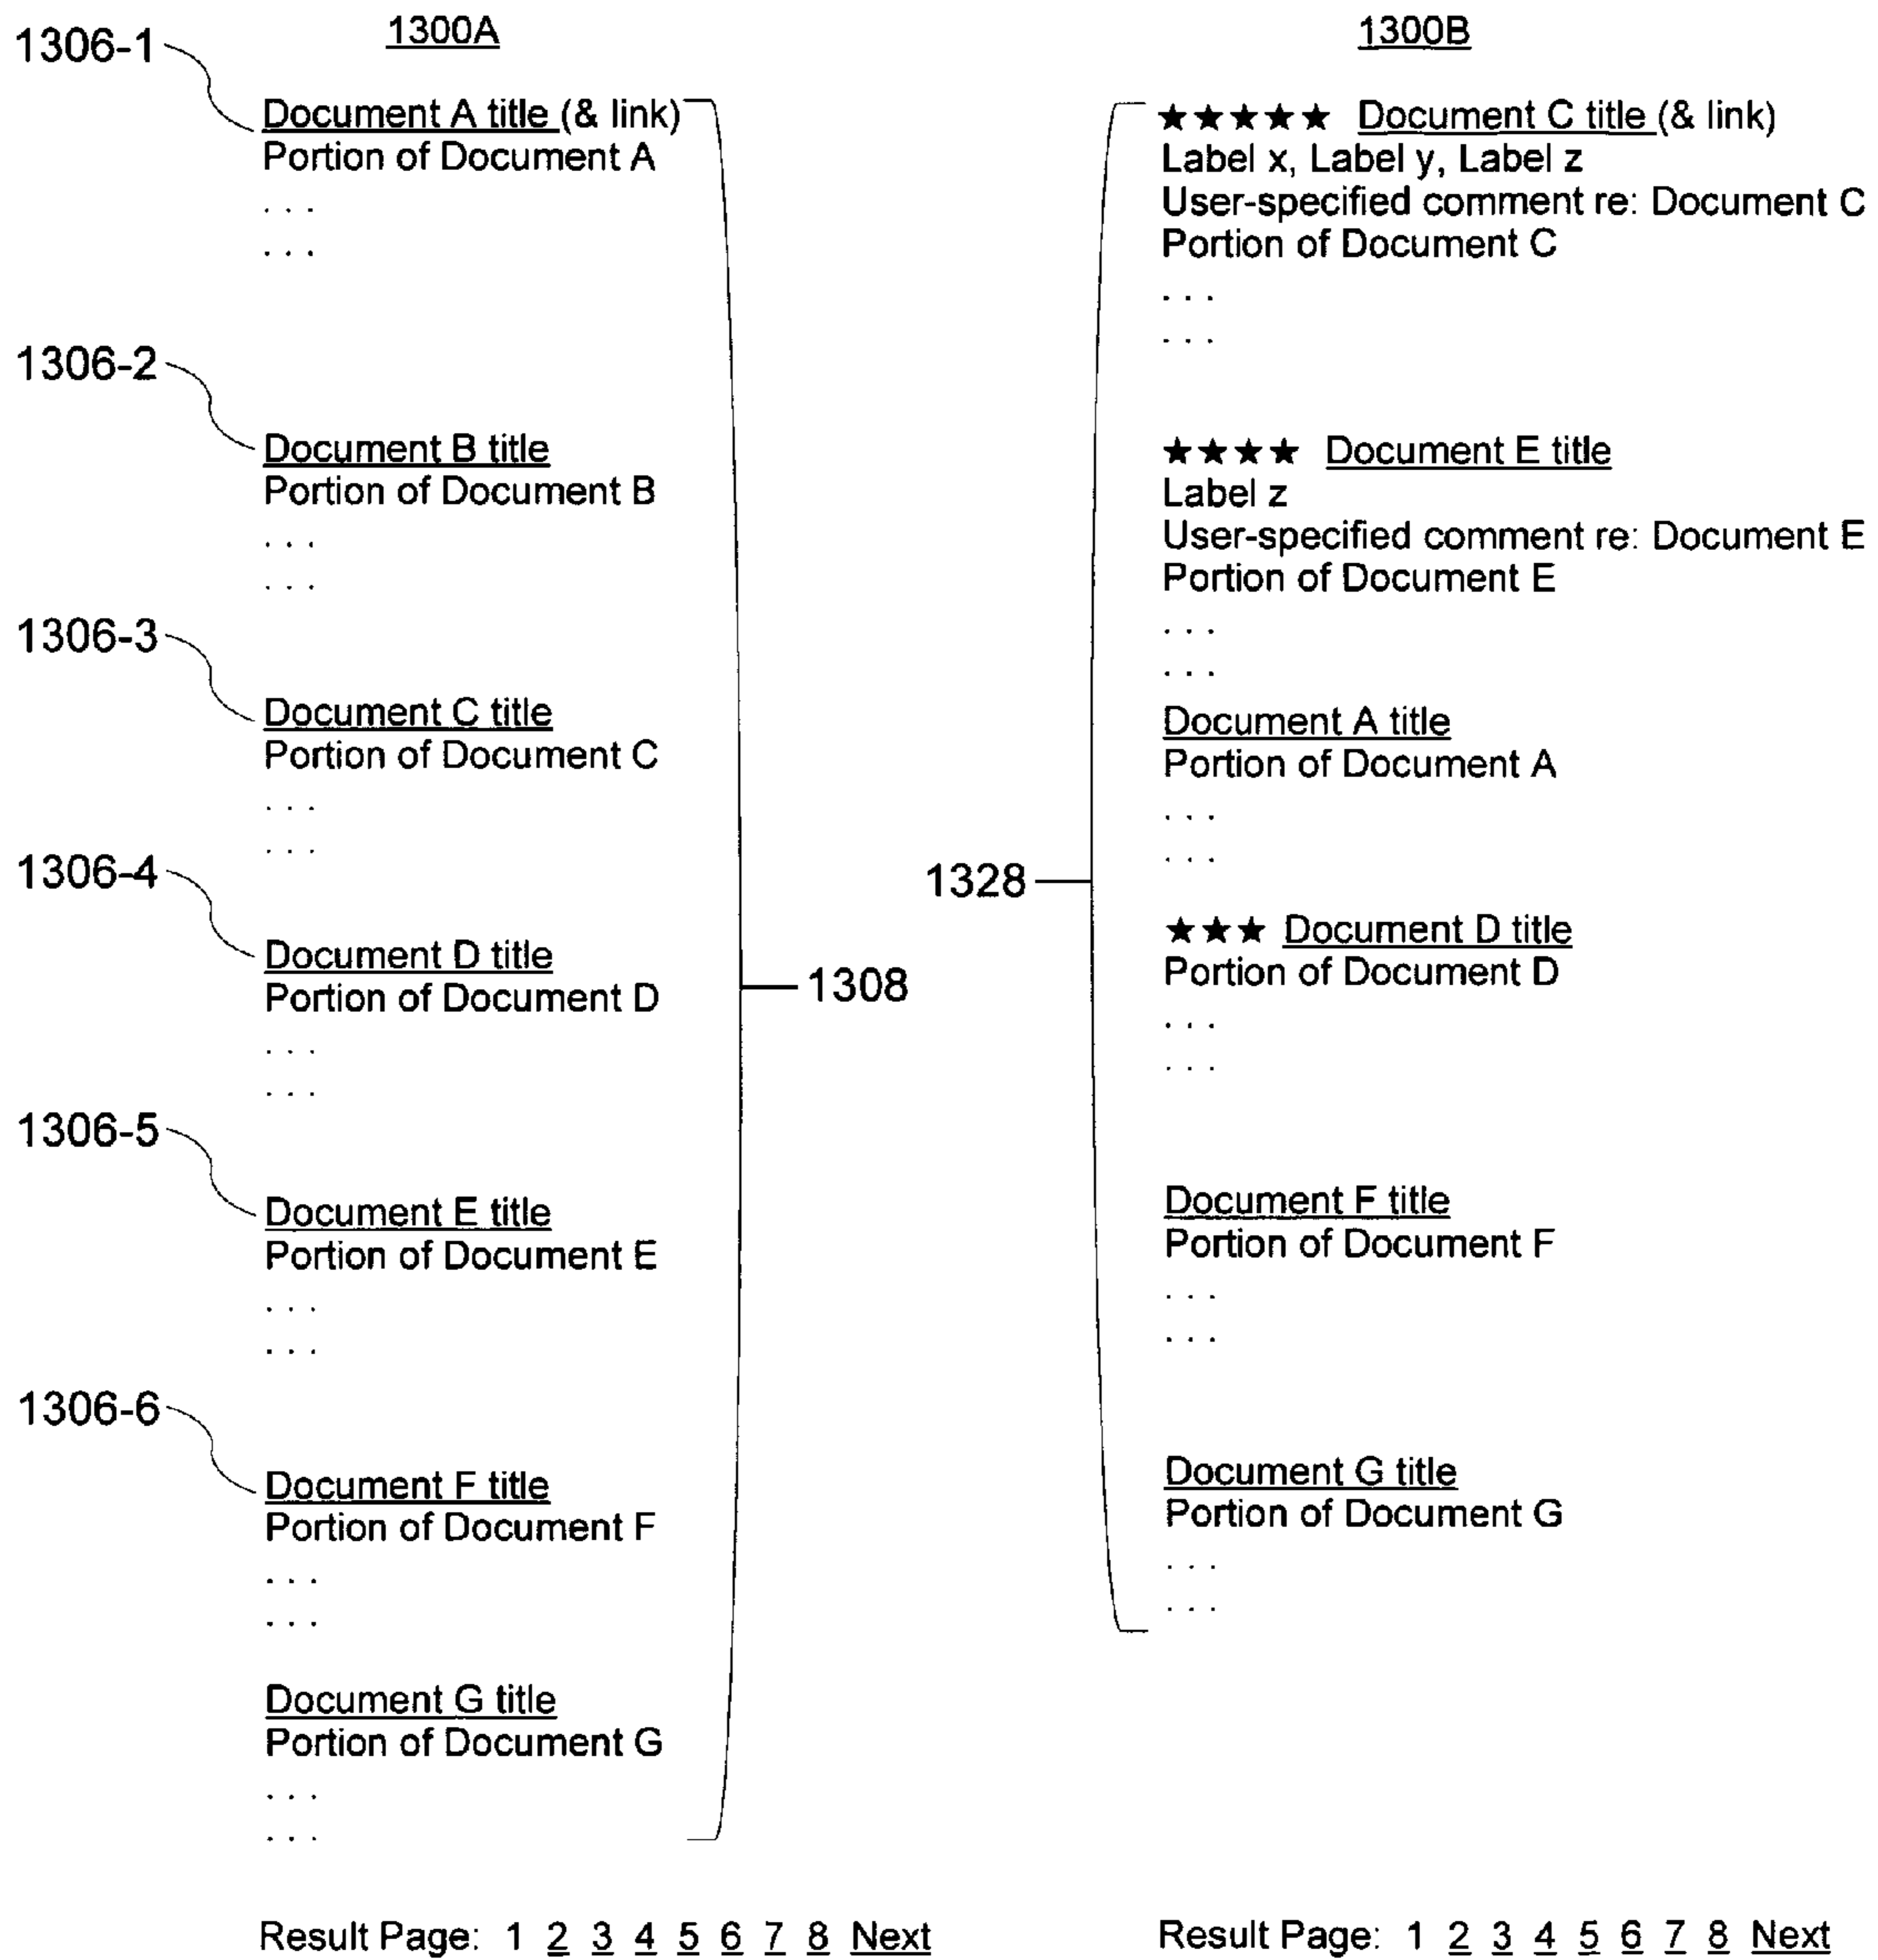 1300A
1306-1
Document A title (& link)
Portion of Document A
. . .
. . .
1306-2
Document B title
Portion of Document B
. . .
. . .
1306-3
Document C title
Portion of Document C
. . .
. . .
1306-4
Document D title
Portion of Document D
. . .
. . .
1308
1306-5
Document E title
Portion of Document E
. . .
. . .
1306-6
Document F title
Portion of Document F
. . .
. . .
Document G title
Portion of Document G
. . .
. . .
Result Page: 1 2 3 4 5 6 7 8 Next
1300B
★★★★★ Document C title (& link)
Label x, Label y, Label z
User-specified comment re: Document C
Portion of Document C
. . .
. . .
★★★★ Document E title
Label z
User-specified comment re: Document E
Portion of Document E
. . .
. . .
Document A title
Portion of Document A
. . .
. . .
1328
★★★ Document D title
Portion of Document D
. . .
. . .
Document F title
Portion of Document F
. . .
. . .
Document G title
Portion of Document G
. . .
. . .
Result Page: 1 2 3 4 5 6 7 8 Next